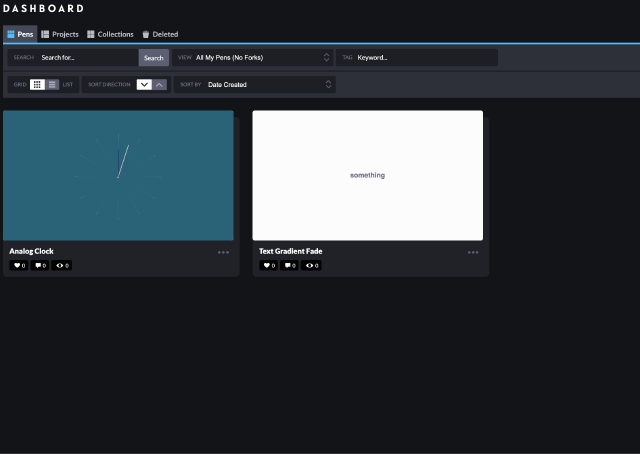 DASHBOARD
Pens Projects Collections Deleted
SEARCH Search for... Search VIEW All My Pens (No Forks) TAG Keyword...
GRID LIST SORT DIRECTION SORT BY Date Created
something
Analog Clock
0 0 0
Text Gradient Fade
0 0 0